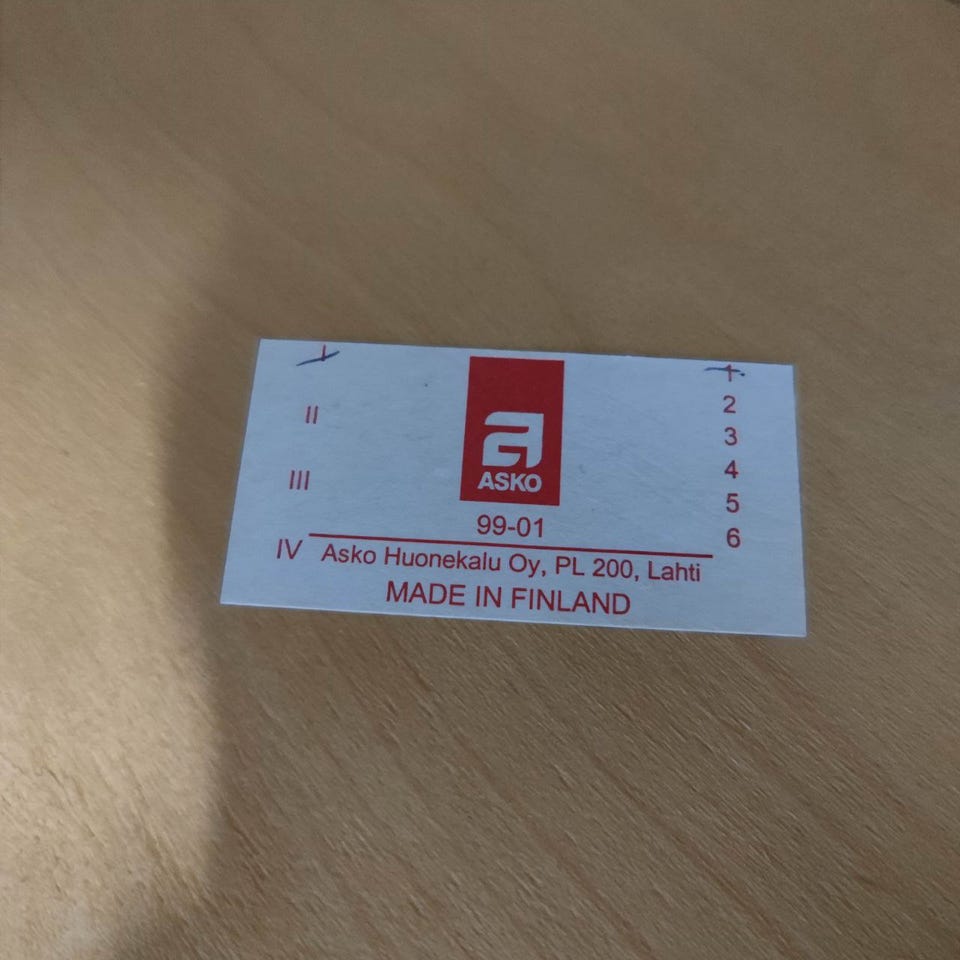 I
II
III
IV
a
ASKO
99-01
Asko Huonekalu Oy, PL 200, Lahti
MADE IN FINLAND
1
2
3
4
5
6